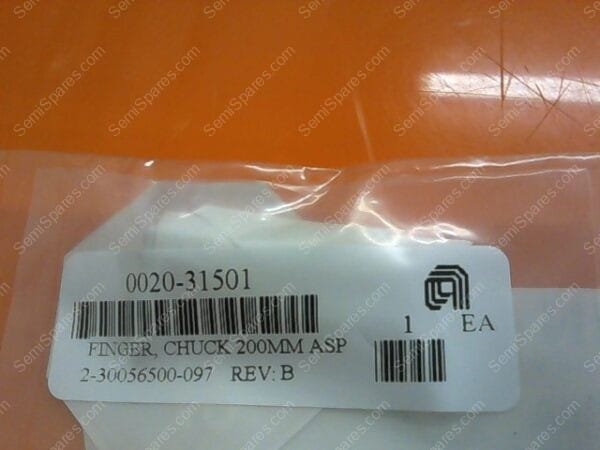 0020-31501
1 EA
FINGER, CHUCK 200MM ASP
2-30056500-097 REV: B
SemiSpares.com